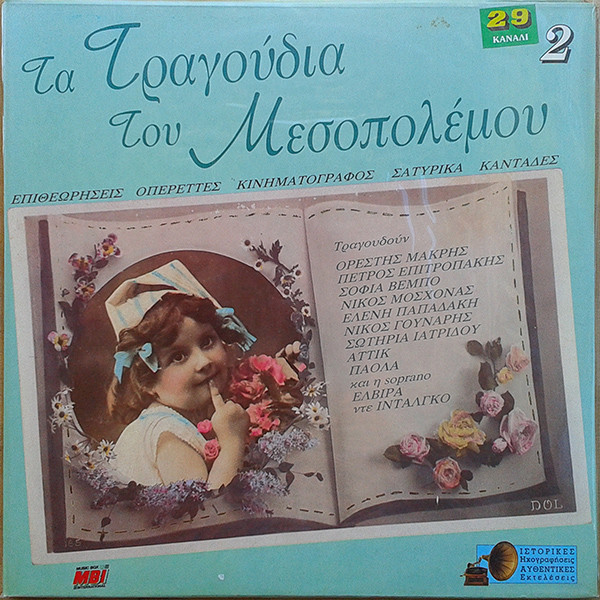 29
ΚΑΝΑΛΙ
2
Τα Τραγούδια
του Μεσοπολέμου
ΕΠΙΘΕΩΡΗΣΕΙΣ ΟΠΕΡΕΤΤΕΣ ΚΙΝΗΜΑΤΟΓΡΑΦΟΣ ΣΑΤΥΡΙΚΑ ΚΑΝΤΑΔΕΣ
Τραγουδούν
ΟΡΕΣΤΗΣ ΜΑΚΡΗΣ
ΠΕΤΡΟΣ ΕΠΙΤΡΟΠΑΚΗΣ
ΣΟΦΙΑ ΒΕΜΠΟ
ΝΙΚΟΣ ΜΟΣΧΟΝΑΣ
ΕΛΕΝΗ ΠΑΠΑΔΑΚΗ
ΝΙΚΟΣ ΓΟΥΝΑΡΗΣ
ΣΩΤΗΡΙΑ ΙΑΤΡΙΔΟΥ
ΑΤΤΙΚ
ΠΑΟΛΑ
και η soprano
ΕΛΒΙΡΑ
ντε ΙΝΤΑΛΓΚΟ
DOL
MBI
ΙΣΤΟΡΙΚΕΣ
Ηχογραφήσεις
ΑΥΘΕΝΤΙΚΕΣ
Εκτελέσεις